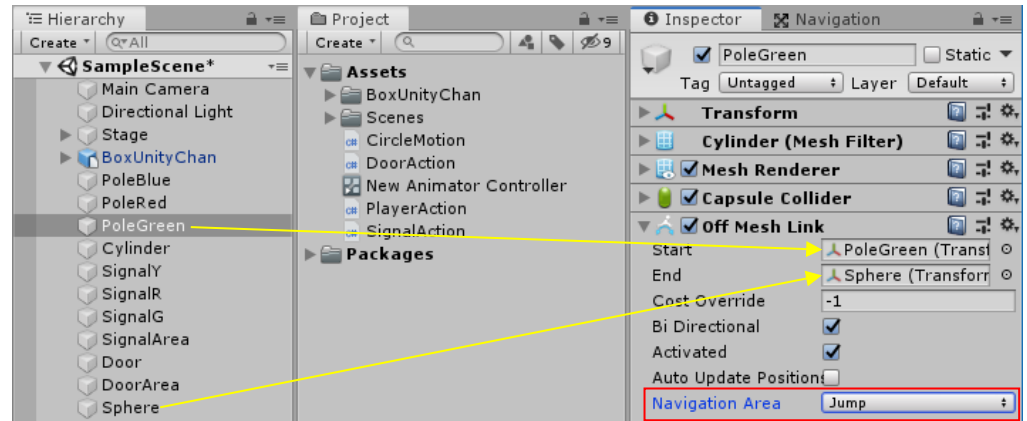 Hierarchy
Create
All
SampleScene*
Main Camera
Directional Light
Stage
BoxUnityChan
PoleBlue
PoleRed
PoleGreen
Cylinder
SignalY
SignalR
SignalG
SignalArea
Door
DoorArea
Sphere
Project
Create
9
Assets
BoxUnityChan
Scenes
CircleMotion
DoorAction
New Animator Controller
PlayerAction
SignalAction
Packages
Inspector Navigation
PoleGreen Static
Tag Untagged Layer Default
Transform
Cylinder (Mesh Filter)
Mesh Renderer
Capsule Collider
Off Mesh Link
Start PoleGreen (Transf
End Sphere (Transforr
Cost Override -1
Bi Directional
Activated
Auto Update Positions
Navigation Area Jump